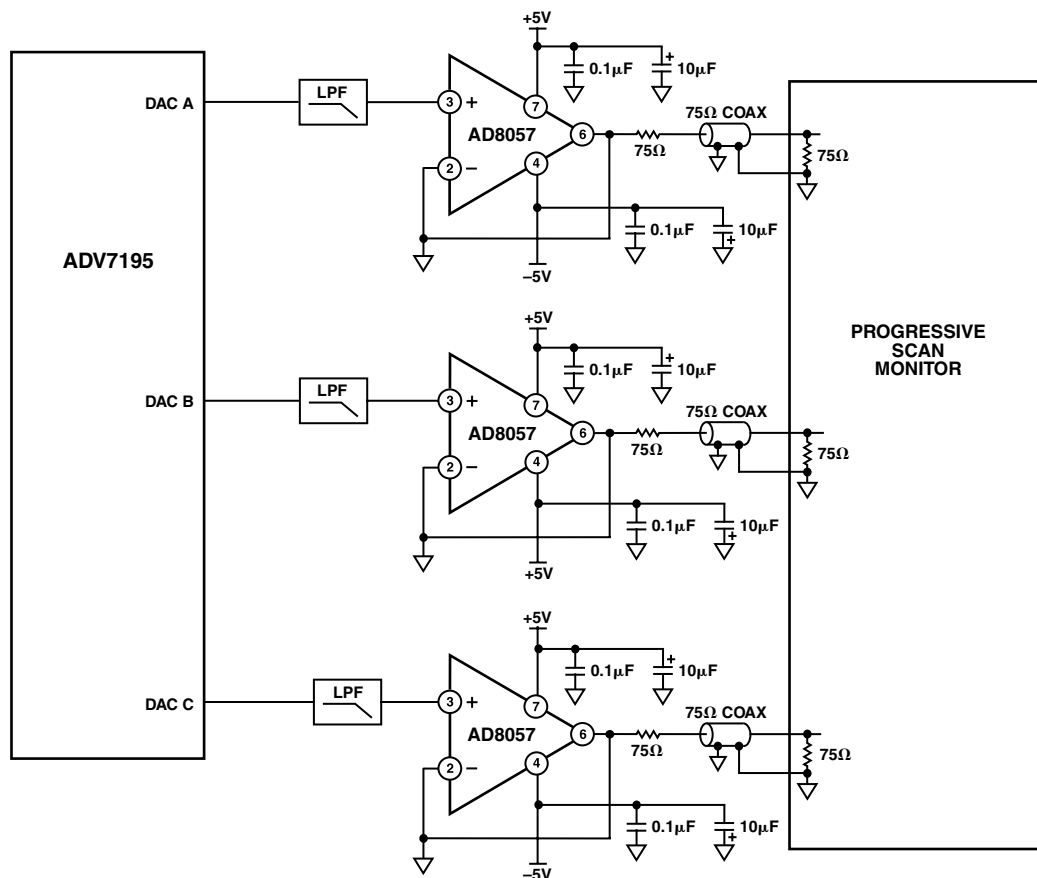 +5V
0.1µF
10µF
+
DAC A
LPF
3
+
7
AD8057
6
75Ω
75Ω COAX
75Ω
2
−
4
0.1µF
10µF
+
−5V
ADV7195
PROGRESSIVE
SCAN
MONITOR
+5V
0.1µF
10µF
+
DAC B
LPF
3
+
7
AD8057
6
75Ω
75Ω COAX
75Ω
2
−
4
0.1µF
10µF
+
+5V
+5V
0.1µF
10µF
+
DAC C
LPF
3
+
7
AD8057
6
75Ω
75Ω COAX
75Ω
2
−
4
0.1µF
10µF
+
−5V